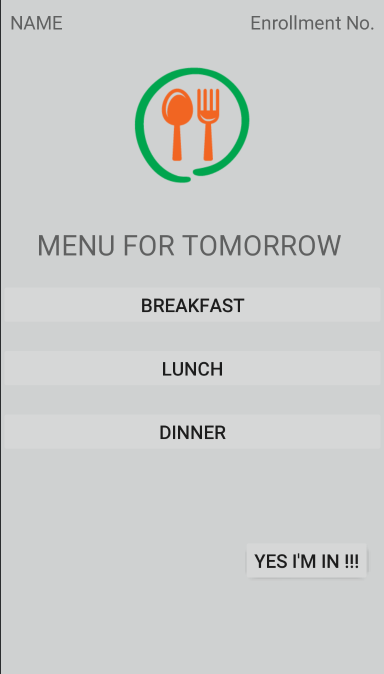 NAME Enrollment No.
MENU FOR TOMORROW
BREAKFAST
LUNCH
DINNER
YES I'M IN !!!